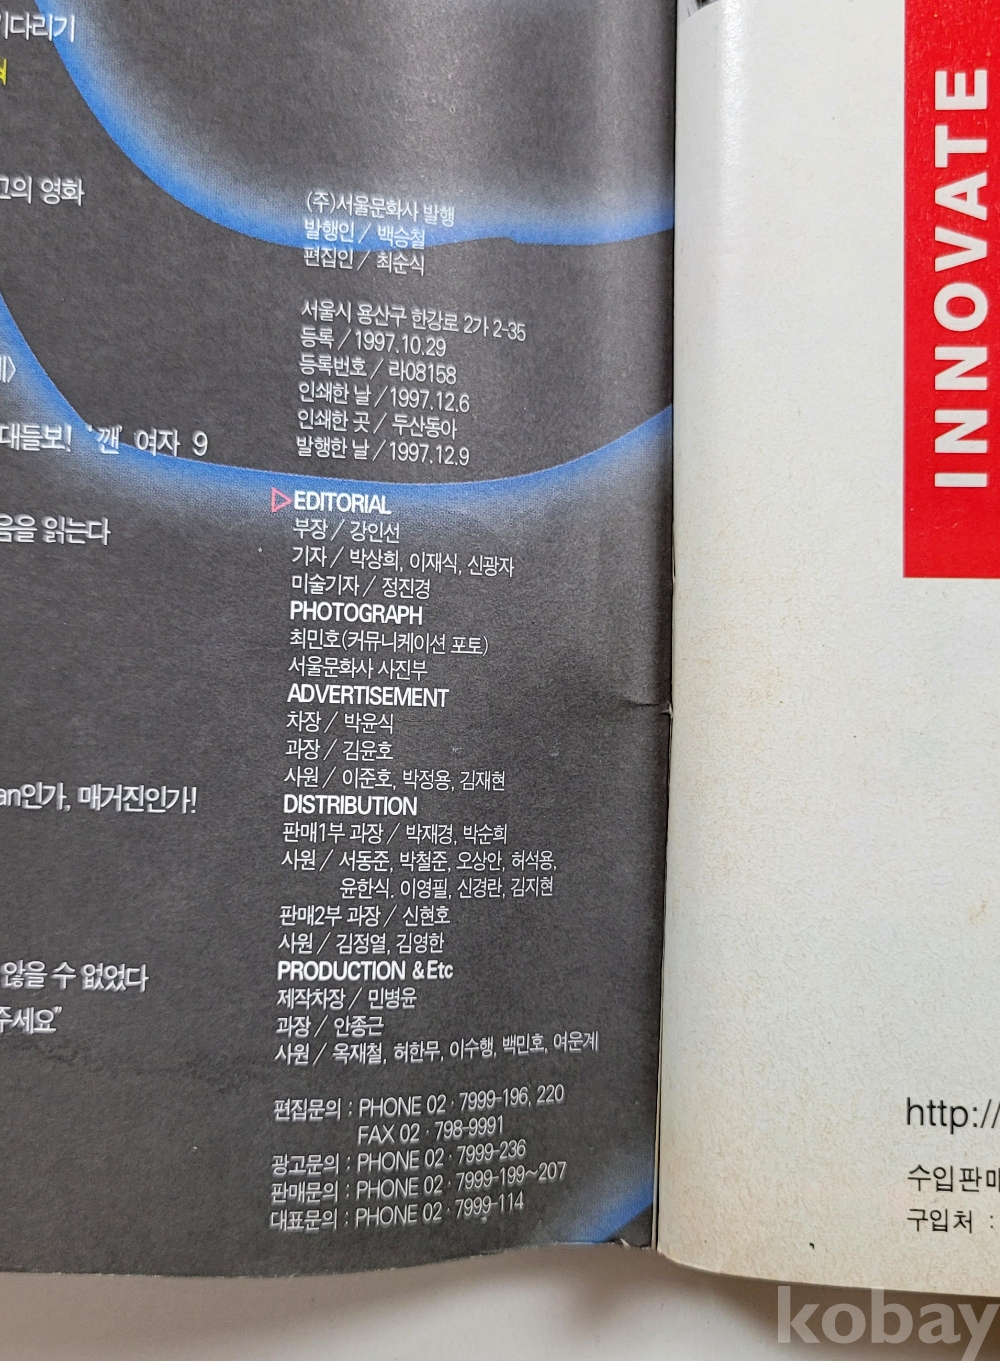 기다리기
그의 영화
대들보! '깬' 여자 9
음을 읽는다
an인가, 매거진인가!
않을 수 없었다
주세요"
(주)서울문화사 발행
발행인 / 백승철
편집인 / 최순식
서울시 용산구 한강로 2가 2-35
등록 / 1997.10.29
등록번호 / 라08158
인쇄한 날 / 1997.12.6
인쇄한 곳 / 두산동아
발행한 날 / 1997.12.9
EDITORIAL
부장 / 강인선
기자 / 박상희, 이재식, 신광자
미술기자 / 정진경
PHOTOGRAPH
최민호(커뮤니케이션 포토)
서울문화사 사진부
ADVERTISEMENT
차장 / 박윤식
과장 / 김윤호
사원 / 이준호, 박정용, 김재현
DISTRIBUTION
판매1부 과장 / 박재경, 박순희
사원 / 서동준, 박철준, 오상안, 허석용,
윤한식, 이영필, 신경란, 김지현
판매2부 과장 / 신현호
사원 / 김정열, 김영한
PRODUCTION & Etc
제작차장 / 민병윤
과장 / 안종근
사원 / 옥재철, 허한무, 이수행, 백민호, 여운계
편집문의 : PHONE 02 · 7999-196, 220
FAX 02 · 798-9991
광고문의 : PHONE 02 · 7999-236
판매문의 : PHONE 02 · 7999-199~207
대표문의 : PHONE 02 · 7999-114
INNOVATE
http://
수입판매
구입처 :
kobay